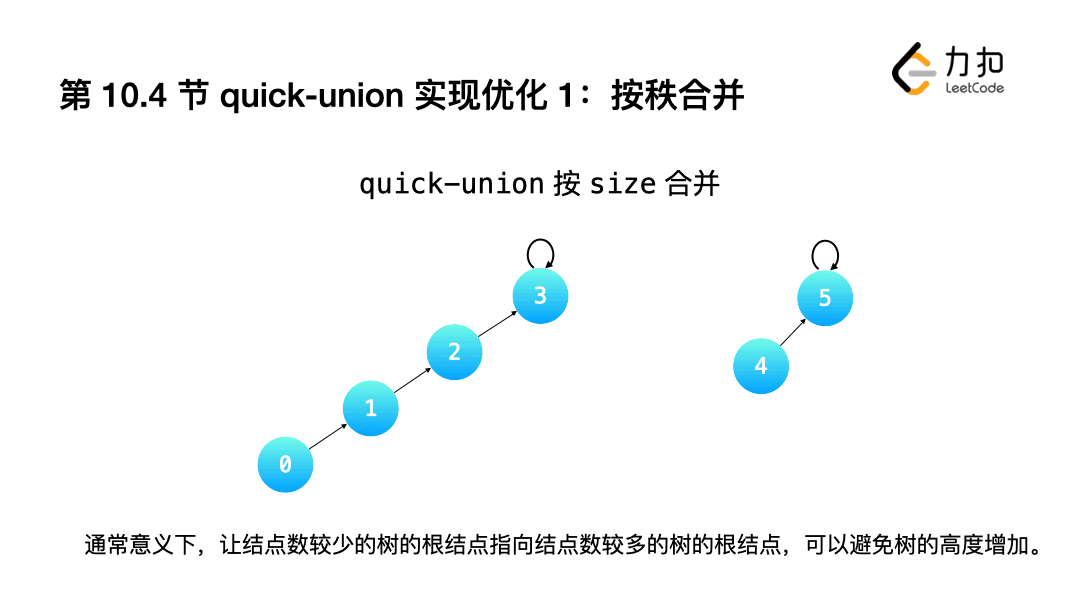 第 10.4 节 quick-union 实现优化 1：按秩合并
力扣
LeetCode
quick-union 按 size 合并
3
5
2
4
1
0
通常意义下，让结点数较少的树的根结点指向结点数较多的树的根结点，可以避免树的高度增加。